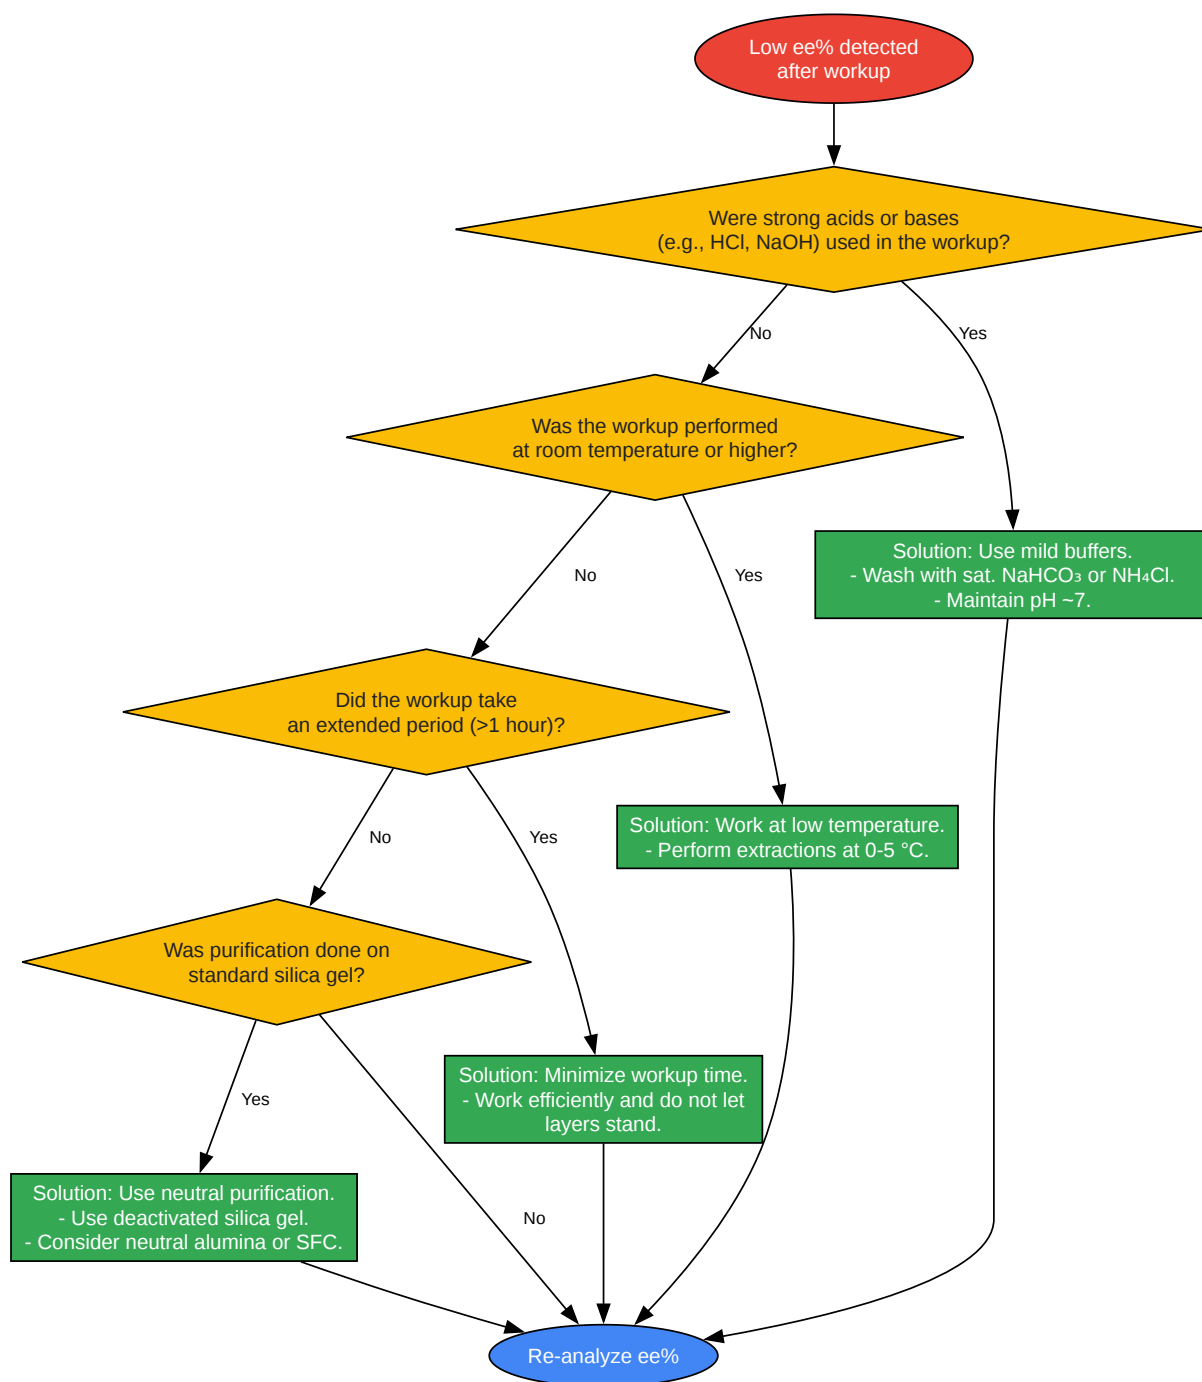 Low ee% detected
after workup
Were strong acids or bases
(e.g., HCl, NaOH) used in the workup?
No
Yes
Was the workup performed
at room temperature or higher?
No
Yes
Solution: Use mild buffers.
- Wash with sat. NaHCO₃ or NH₄Cl.
- Maintain pH ~7.
Did the workup take
an extended period (>1 hour)?
No
Yes
Solution: Work at low temperature.
- Perform extractions at 0-5 °C.
Was purification done on
standard silica gel?
Yes
No
Solution: Minimize workup time.
- Work efficiently and do not let
layers stand.
Solution: Use neutral purification.
- Use deactivated silica gel.
- Consider neutral alumina or SFC.
Re-analyze ee%